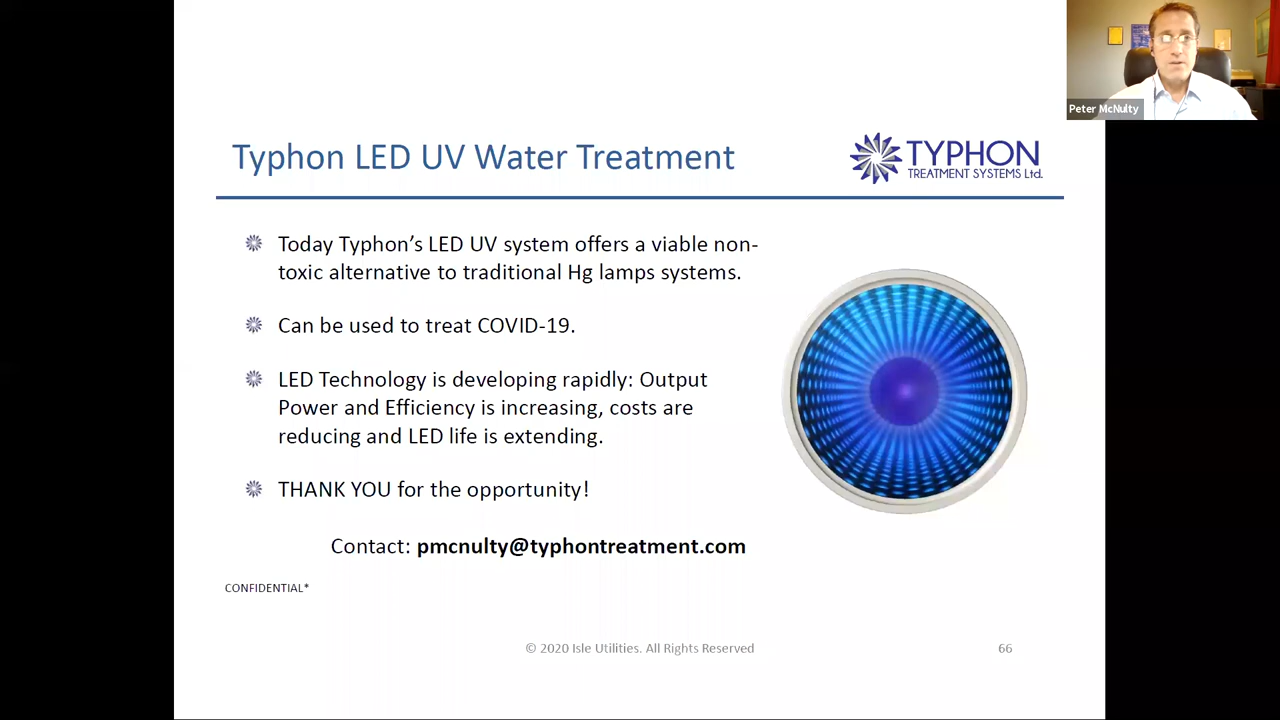 Peter McNulty
Typhon LED UV Water Treatment
TYPHON
TREATMENT SYSTEMS Ltd.
Today Typhon's LED UV system offers a viable non-
toxic alternative to traditional Hg lamps systems.
Can be used to treat COVID-19.
LED Technology is developing rapidly: Output
Power and Efficiency is increasing, costs are
reducing and LED life is extending.
THANK YOU for the opportunity!
Contact: pmcnulty@typhontreatment.com
CONFIDENTIAL*
© 2020 Isle Utilities. All Rights Reserved
66